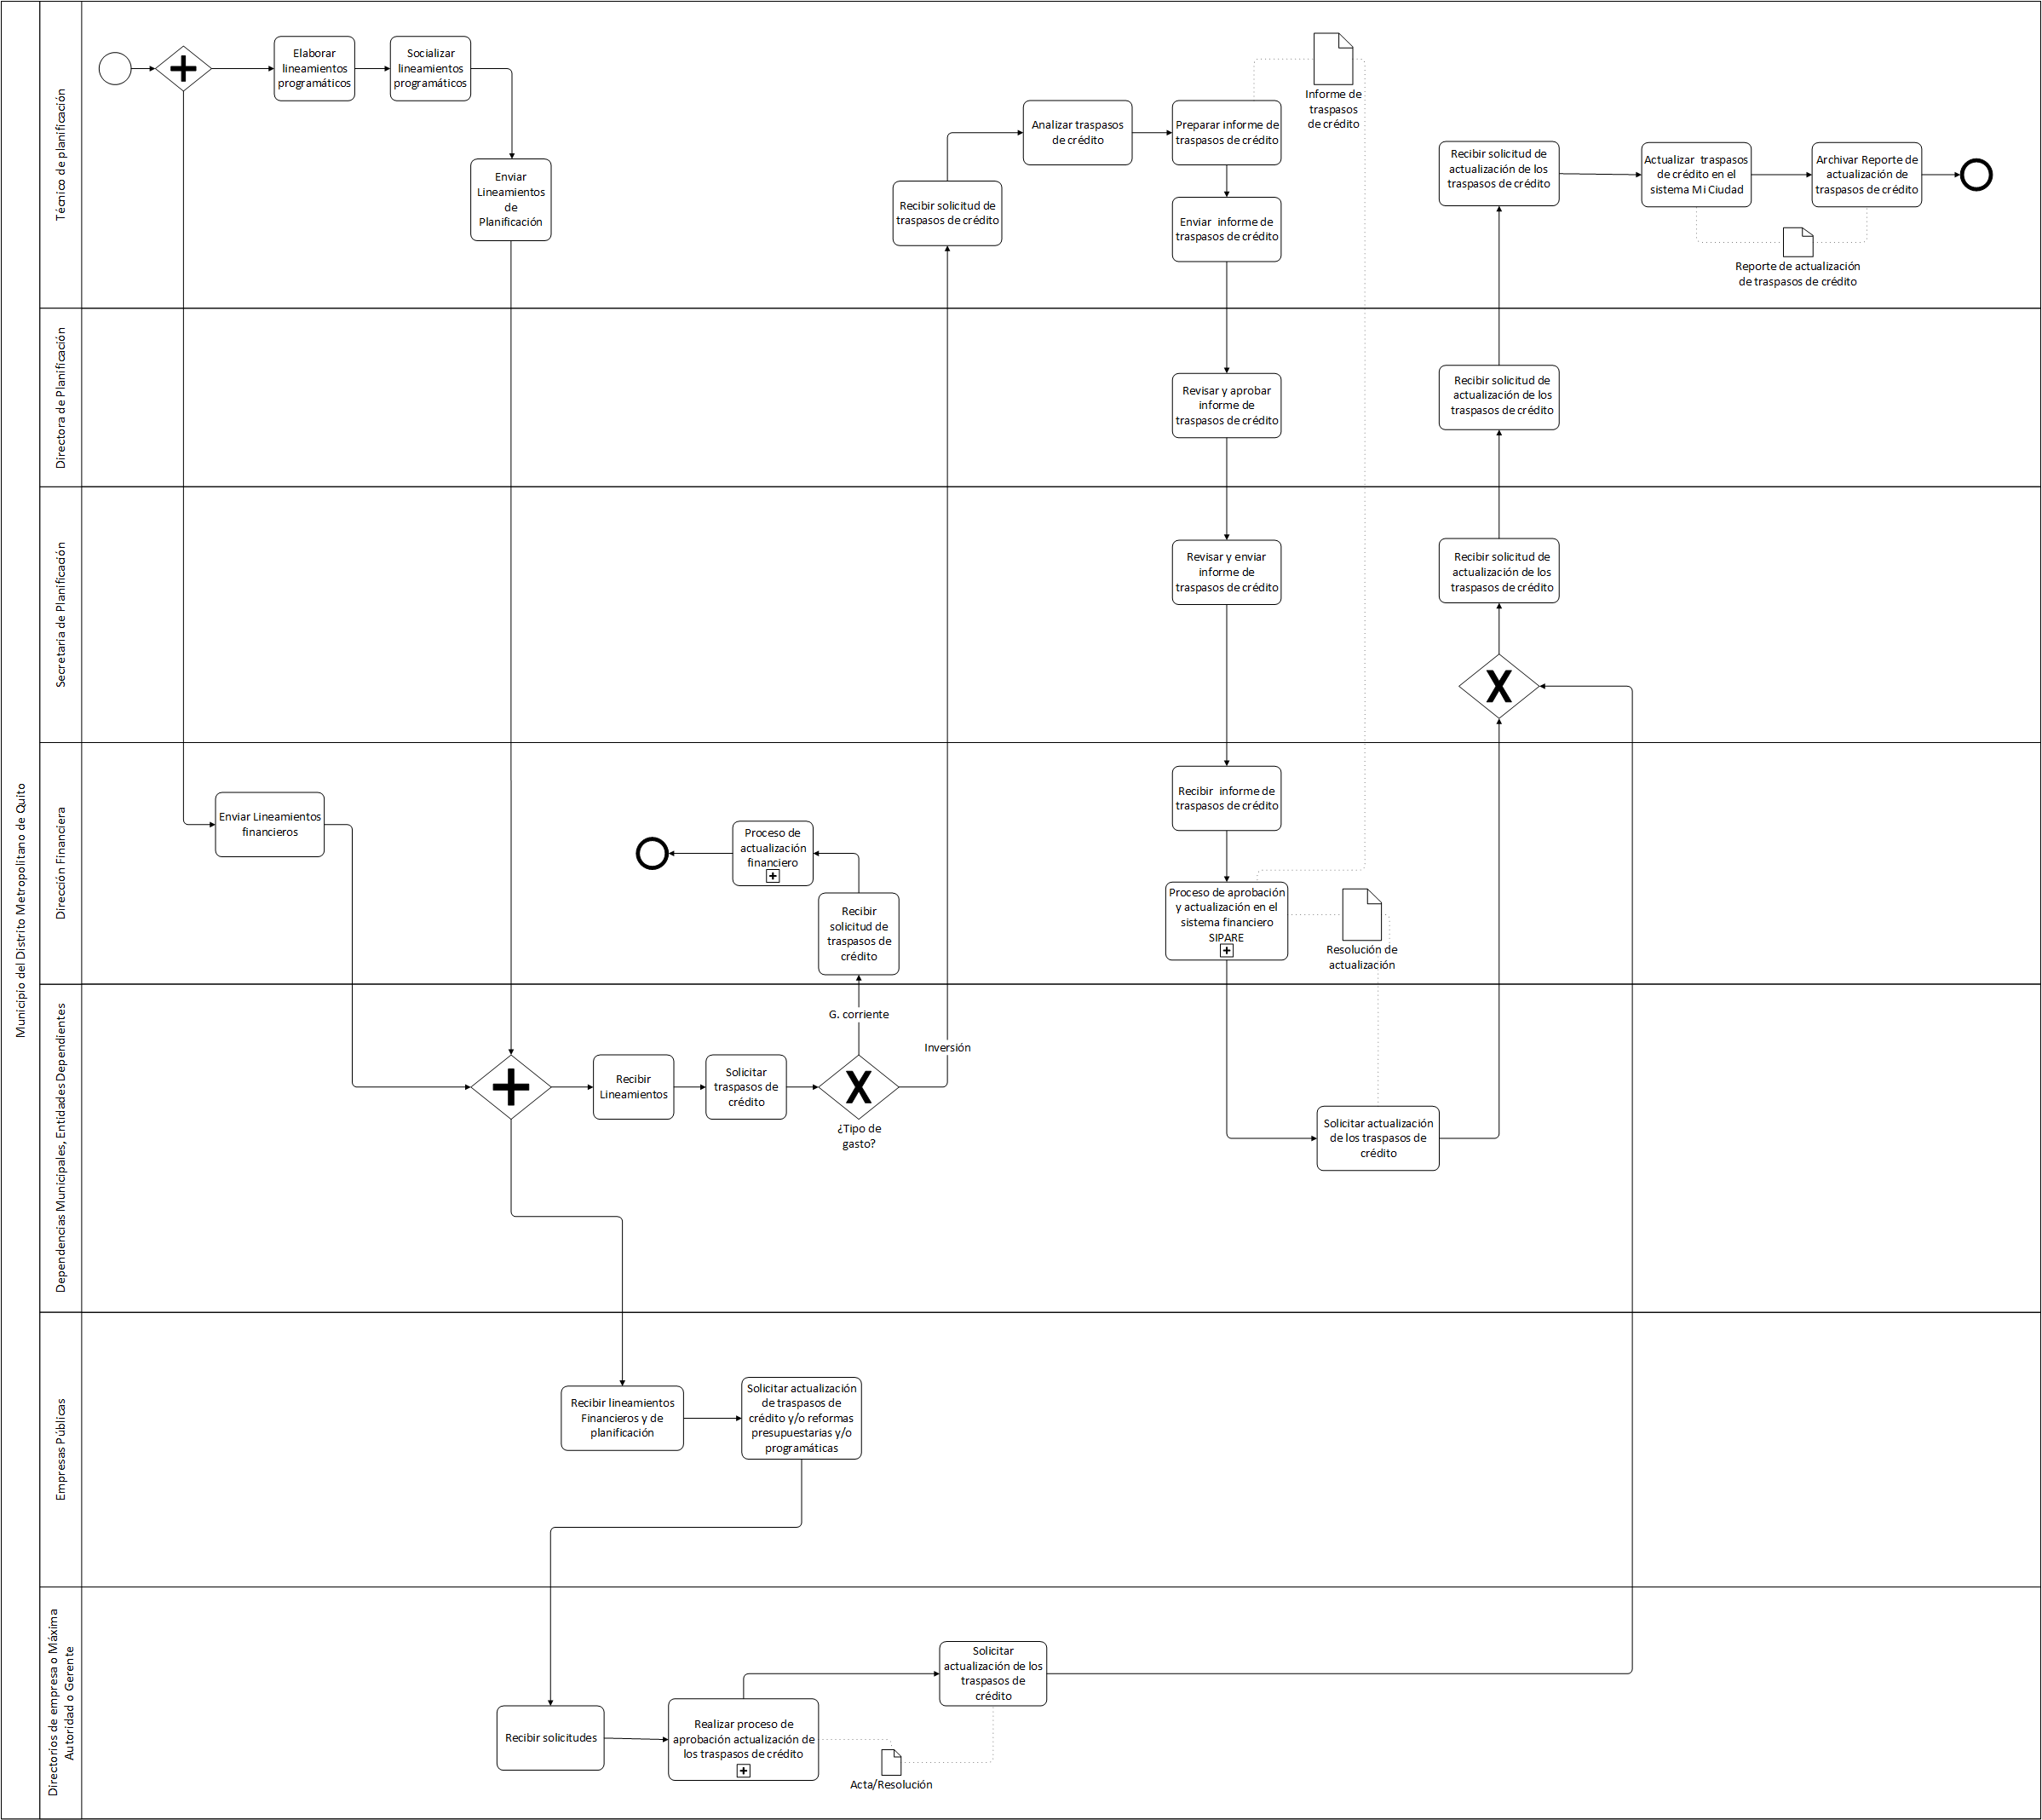 Municipio del Distrito Metropolitano de Quito
Técnico de planificación
Elaborar
lineamientos
programáticos
Socializar
lineamientos
programáticos
Enviar
Lineamientos
de
Planificación
Recibir solicitud de
traspasos de crédito
Analizar traspasos
de crédito
Preparar informe de
traspasos de crédito
Informe de
traspasos
de crédito
Enviar informe de
traspasos de crédito
Recibir solicitud de
actualización de los
traspasos de crédito
Actualizar traspasos
de crédito en el
sistema Mi Ciudad
Archivar Reporte de
actualización de
traspasos de crédito
Reporte de actualización
de traspasos de crédito
Directora de Planificación
Revisar y aprobar
informe de
traspasos de crédito
Recibir solicitud de
actualización de los
traspasos de crédito
Secretaria de Planificación
Revisar y enviar
informe de
traspasos de crédito
Recibir solicitud de
actualización de los
traspasos de crédito
X
Dirección Financiera
Enviar Lineamientos
financieros
Proceso de
actualización
financiero
Recibir
solicitud de
traspasos de
crédito
Recibir informe de
traspasos de crédito
Proceso de aprobación
y actualización en el
sistema financiero
SIPARE
Resolución de
actualización
Dependencias Municipales, Entidades Dependientes
Recibir
Lineamientos
Solicitar
traspasos de
crédito
X
¿Tipo de
gasto?
G. corriente
Inversión
Solicitar actualización
de los traspasos de
crédito
Empresas Públicas
Recibir lineamientos
Financieros y de
planificación
Solicitar actualización
de traspasos de
crédito y/o reformas
presupuestarias y/o
programáticas
Directorios de empresa o Máxima
Autoridad o Gerente
Recibir solicitudes
Realizar proceso de
aprobación actualización de
los traspasos de crédito
Acta/Resolución
Solicitar
actualización de los
traspasos de
crédito